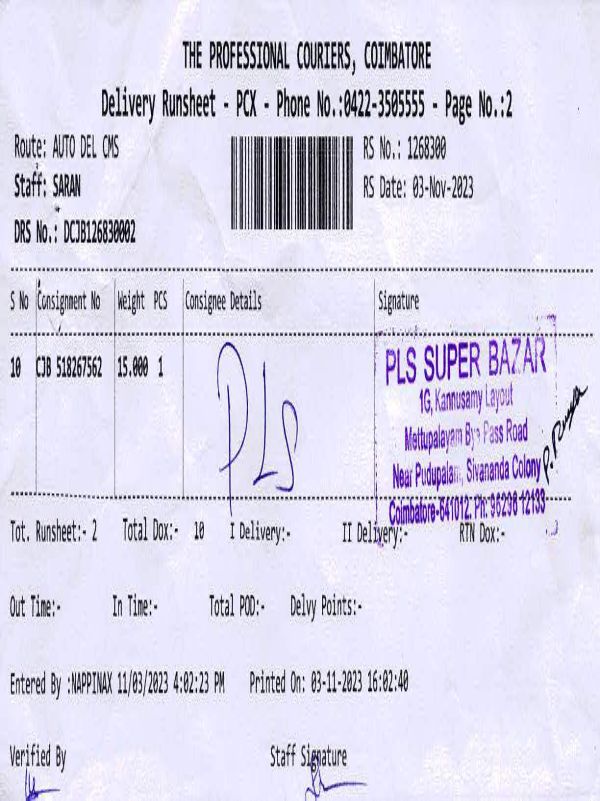 THE PROFESSIONAL COURIERS, COIMBATORE
Delivery Runsheet - PCX - Phone No.:0422-3505555 - Page No.:2
Route: AUTO DEL CMS
RS No.: 1268300
Staff: SARAN
RS Date: 03-Nov-2023
DRS No.: DCJB126830002
S No Consignment No Weight PCS Consignee Details Signature
10 CJB 518267562 15.000 1
PLS
PLS SUPER BAZAR
1G, Kannusamy Layout
Mettupalayam Bye Pass Road
Near Pudupalam, Sivananda Colony
Coimbatore-641012. Ph: 96298 12133
Tot. Runsheet:- 2 Total Dox:- 10 I Delivery:- II Delivery:- RTN Dox:-
Out Time:- In Time:- Total POD:- Delvy Points:-
Entered By :NAPPINAX 11/03/2023 4:02:23 PM Printed On: 03-11-2023 16:02:40
Verified By Staff Signature